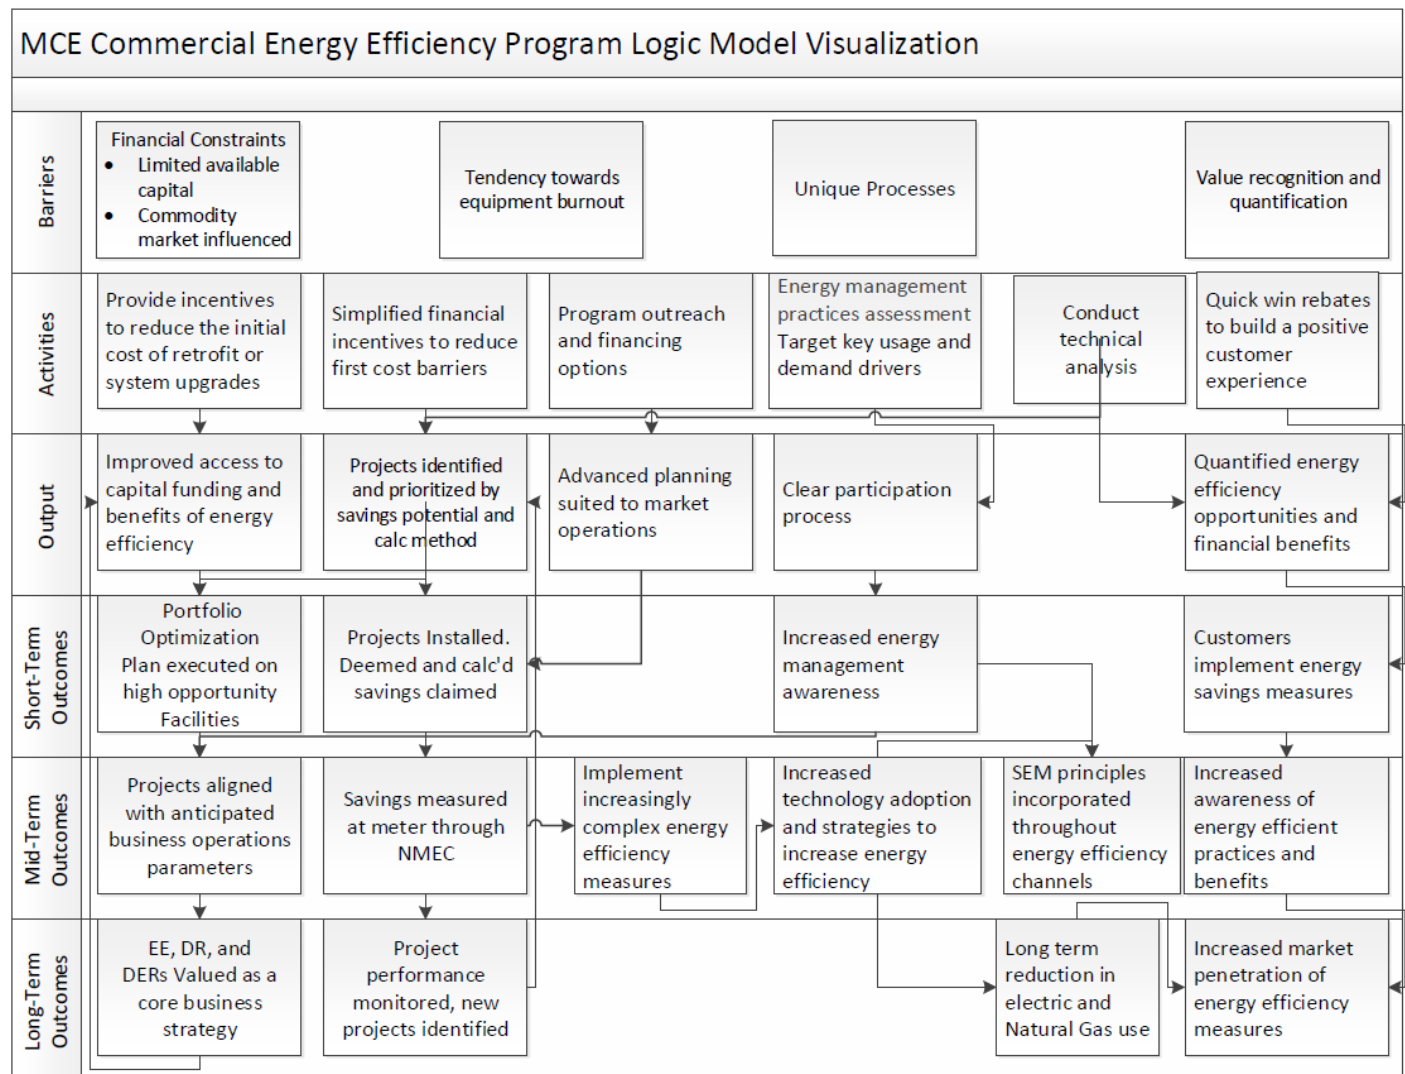 MCE Commercial Energy Efficiency Program Logic Model Visualization
Barriers
Financial Constraints
• Limited available
capital
• Commodity
market influenced
Tendency towards
equipment burnout
Unique Processes
Value recognition and
quantification
Activities
Provide incentives
to reduce the initial
cost of retrofit or
system upgrades
Simplified financial
incentives to reduce
first cost barriers
Program outreach
and financing
options
Energy management
practices assessment
Target key usage and
demand drivers
Conduct
technical
analysis
Quick win rebates
to build a positive
customer
experience
Output
Improved access to
capital funding and
benefits of energy
efficiency
Projects identified
and prioritized by
savings potential and
calc method
Advanced planning
suited to market
operations
Clear participation
process
Quantified energy
efficiency
opportunities and
financial benefits
Short-Term
Outcomes
Portfolio
Optimization
Plan executed on
high opportunity
Facilities
Projects Installed.
Deemed and calc'd
savings claimed
Increased energy
management
awareness
Customers
implement energy
savings measures
Mid-Term
Outcomes
Projects aligned
with anticipated
business operations
parameters
Savings measured
at meter through
NMEC
Implement
increasingly
complex energy
efficiency
measures
Increased
technology adoption
and strategies to
increase energy
efficiency
SEM principles
incorporated
throughout
energy efficiency
channels
Increased
awareness of
energy efficient
practices and
benefits
Long-Term
Outcomes
EE, DR, and
DERs Valued as a
core business
strategy
Project
performance
monitored, new
projects identified
Long term
reduction in
electric and
Natural Gas use
Increased market
penetration of
energy efficiency
measures